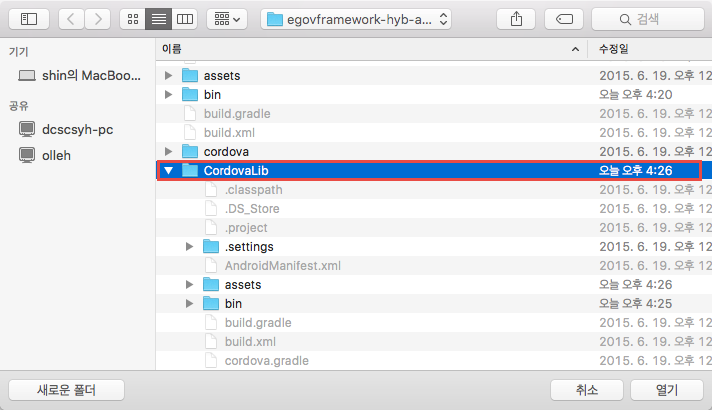 egovframework-hyb-a...
검색
기기
shin의 MacBoo...
공유
dcscsyh-pc
olleh
이름 수정일
assets 2015. 6. 19. 오후 12
bin 오늘 오후 4:20
build.gradle 2015. 6. 19. 오후 12
build.xml 2015. 6. 19. 오후 12
cordova 2015. 6. 19. 오후 12
CordovaLib 오늘 오후 4:26
.classpath 2015. 6. 19. 오후 12
.DS_Store 2015. 6. 19. 오후 12
.project 2015. 6. 19. 오후 12
.settings 2015. 6. 19. 오후 12
AndroidManifest.xml 2015. 6. 19. 오후 12
assets 오늘 오후 4:26
bin 오늘 오후 4:25
build.gradle 2015. 6. 19. 오후 12
build.xml 2015. 6. 19. 오후 12
cordova.gradle 2015. 6. 19. 오후 12
새로운 폴더 취소 열기